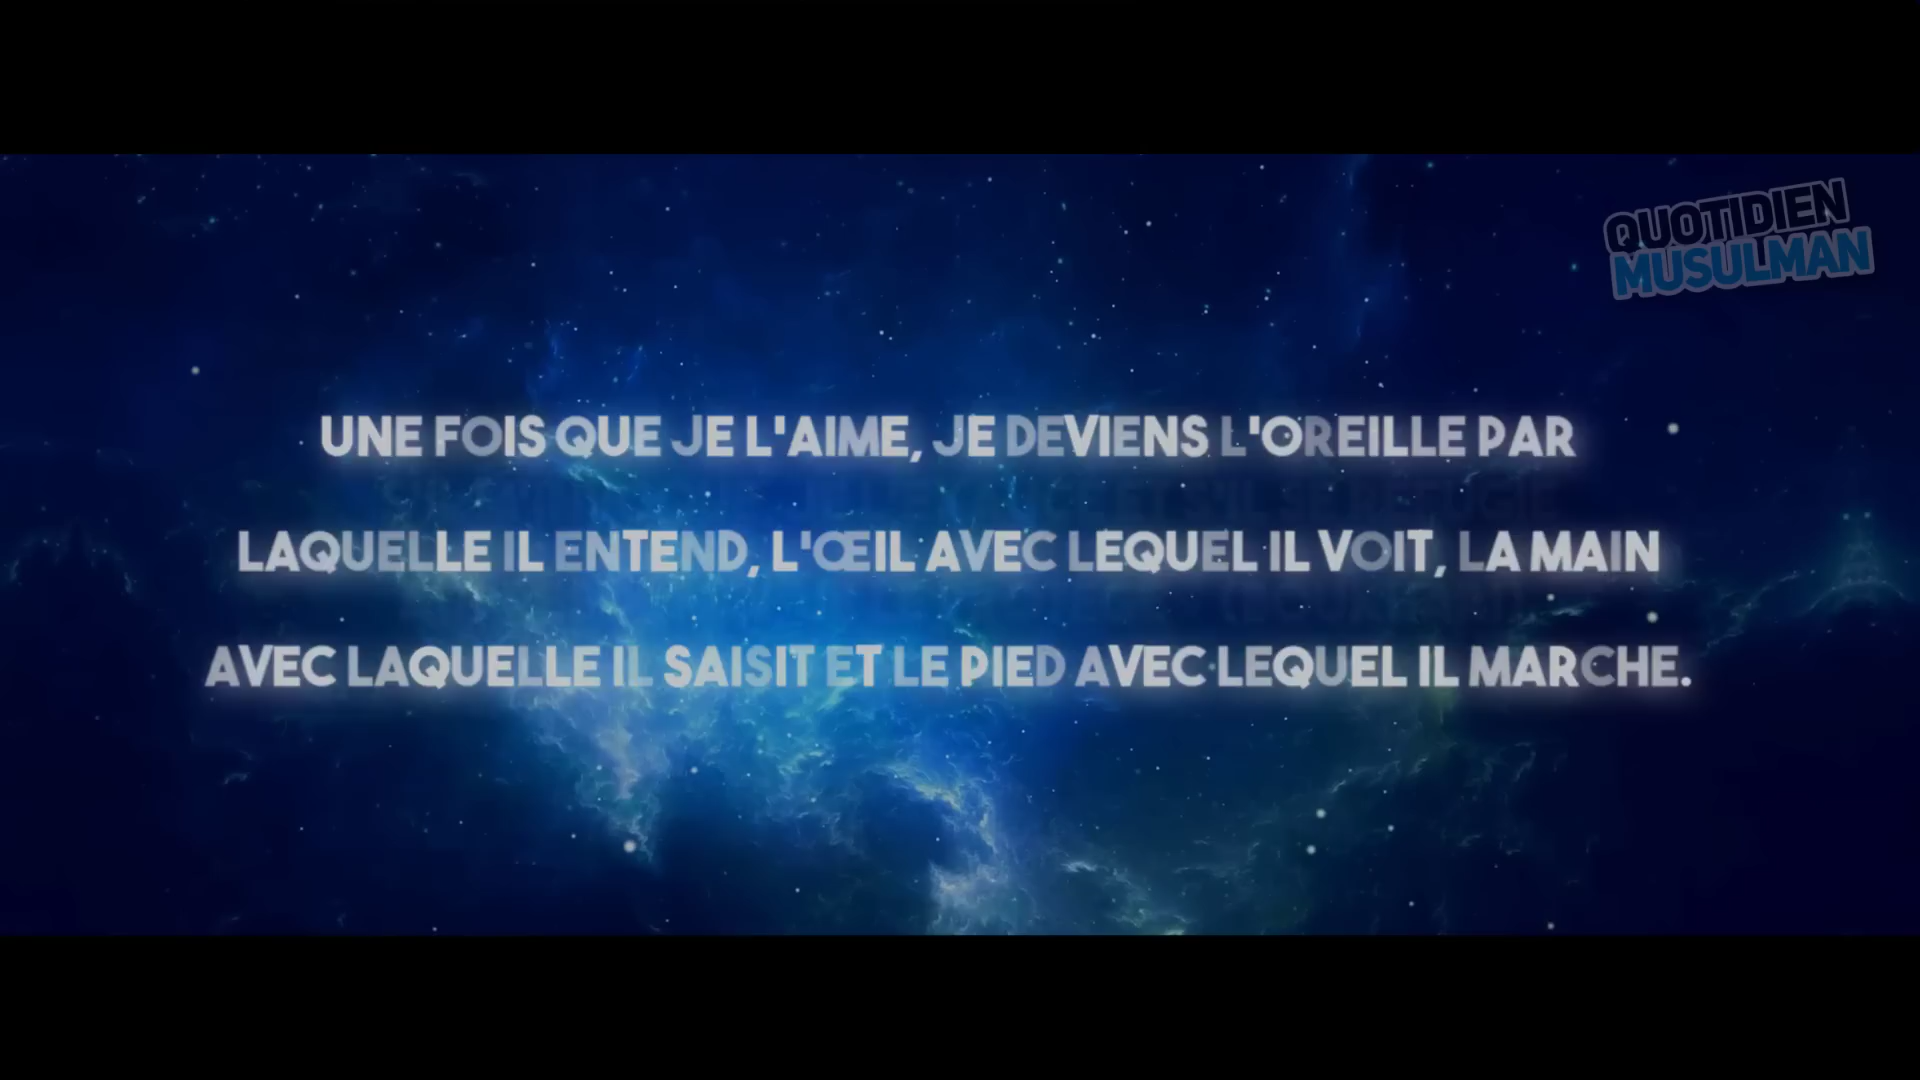 QUOTIDIEN
MUSULMAN
UNE FOIS QUE JE L'AIME, JE DEVIENS L'OREILLE PAR
LAQUELLE IL ENTEND, L'ŒIL AVEC LEQUEL IL VOIT, LA MAIN
AVEC LAQUELLE IL SAISIT ET LE PIED AVEC LEQUEL IL MARCHE.